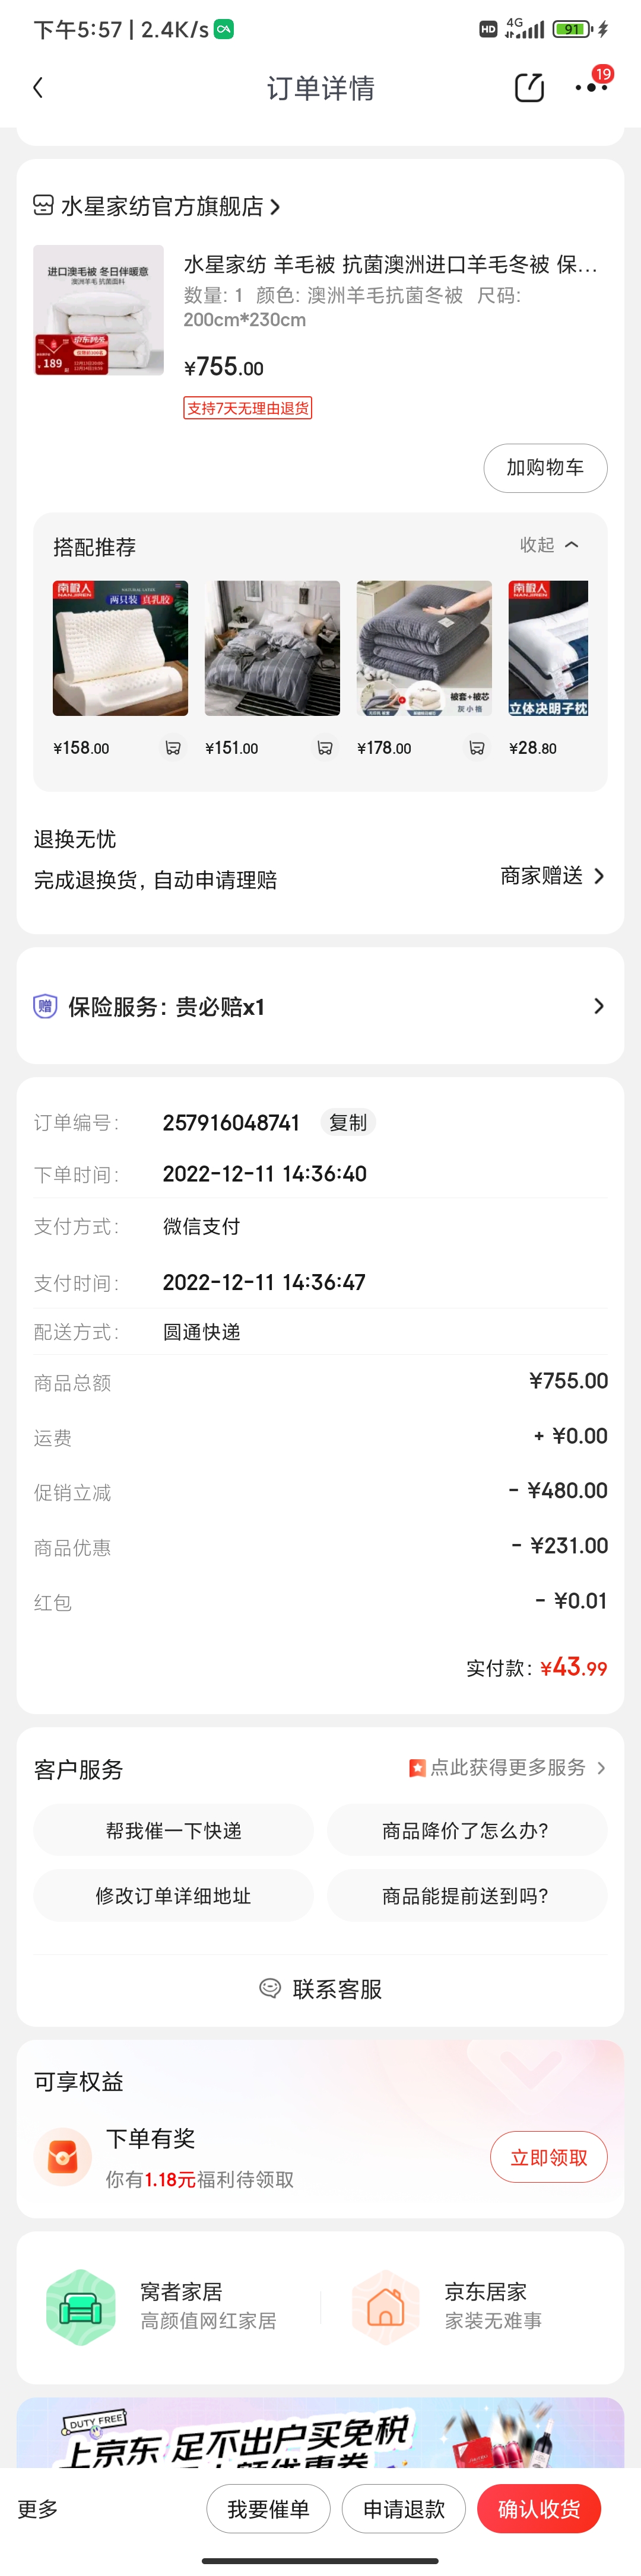 下午5:57 | 2.4K/s
HD 4G 91
订单详情
19
水星家纺官方旗舰店
进口澳毛被 冬日伴暖意
澳洲羊毛 抗菌面料
¥189
水星家纺 羊毛被 抗菌澳洲进口羊毛冬被 保...
数量: 1 颜色: 澳洲羊毛抗菌冬被 尺码:
200cm*230cm
¥755.00
支持7天无理由退货
加购物车
搭配推荐
收起
南极人
NANJIREN
两只装 真乳胶
被套+被芯
灰小格
南极人
NANJIREN
立体决明子枕
¥158.00
¥151.00
¥178.00
¥28.80
退换无忧
完成退换货, 自动申请理赔
商家赠送
赠 保险服务: 贵必赔x1
订单编号: 257916048741 复制
下单时间: 2022-12-11 14:36:40
支付方式: 微信支付
支付时间: 2022-12-11 14:36:47
配送方式: 圆通快递
商品总额 ¥755.00
运费 + ¥0.00
促销立减 - ¥480.00
商品优惠 - ¥231.00
红包 - ¥0.01
实付款: ¥43.99
客户服务
点此获得更多服务
帮我催一下快递
商品降价了怎么办?
修改订单详细地址
商品能提前送到吗?
联系客服
可享权益
下单有奖
你有1.18元福利待领取
立即领取
窝者家居
高颜值网红家居
京东居家
家装无难事
DUTY FREE
上京东 足不出户买免税
更多
我要催单
申请退款
确认收货